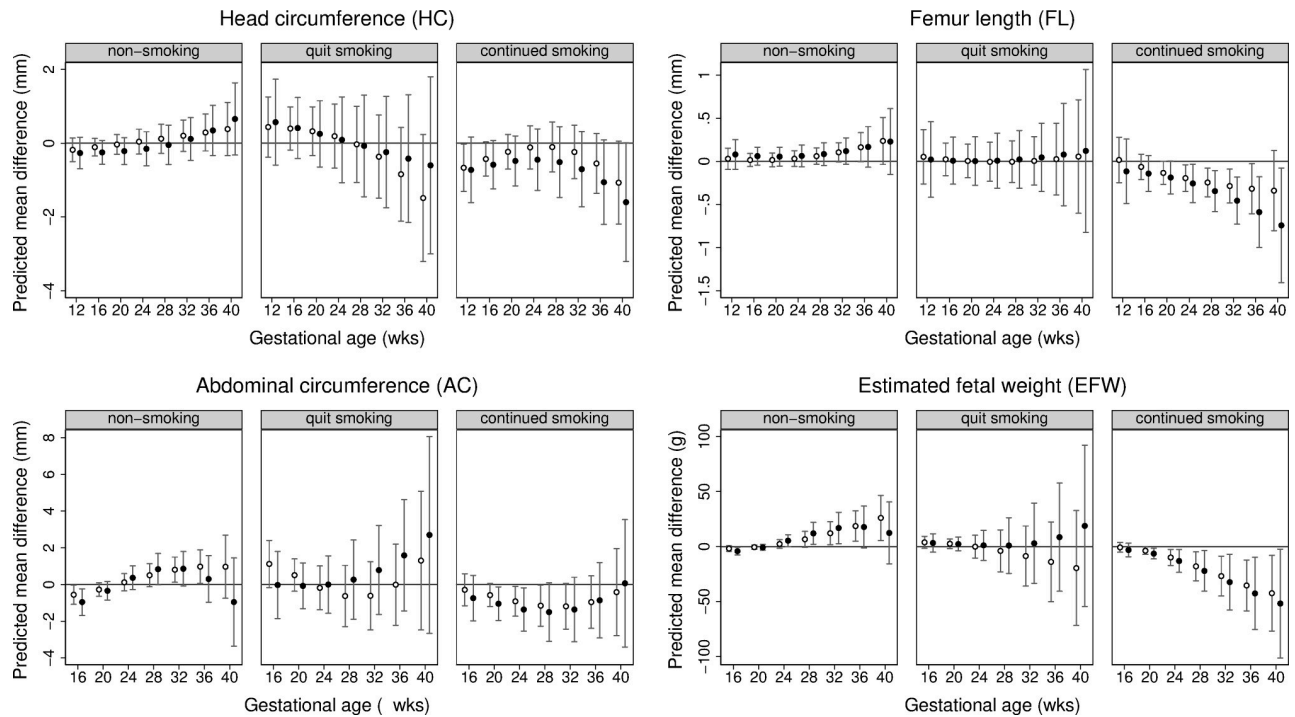 Head circumference (HC)
non-smoking quit smoking continued smoking
Predicted mean difference (mm)
2
0
-2
-4
12 16 20 24 28 32 36 40 12 16 20 24 28 32 36 40 12 16 20 24 28 32 36 40
Gestational age (wks)
Femur length (FL)
non-smoking quit smoking continued smoking
Predicted mean difference (mm)
1
.5
0
-.5
-1
-1.5
12 16 20 24 28 32 36 40 12 16 20 24 28 32 36 40 12 16 20 24 28 32 36 40
Gestational age (wks)
Abdominal circumference (AC)
non-smoking quit smoking continued smoking
Predicted mean difference (mm)
8
6
4
2
0
-2
-4
16 20 24 28 32 36 40 16 20 24 28 32 36 40 16 20 24 28 32 36 40
Gestational age ( wks)
Estimated fetal weight (EFW)
non-smoking quit smoking continued smoking
Predicted mean difference (g)
100
50
0
-50
-100
16 20 24 28 32 36 40 16 20 24 28 32 36 40 16 20 24 28 32 36 40
Gestational age (wks)